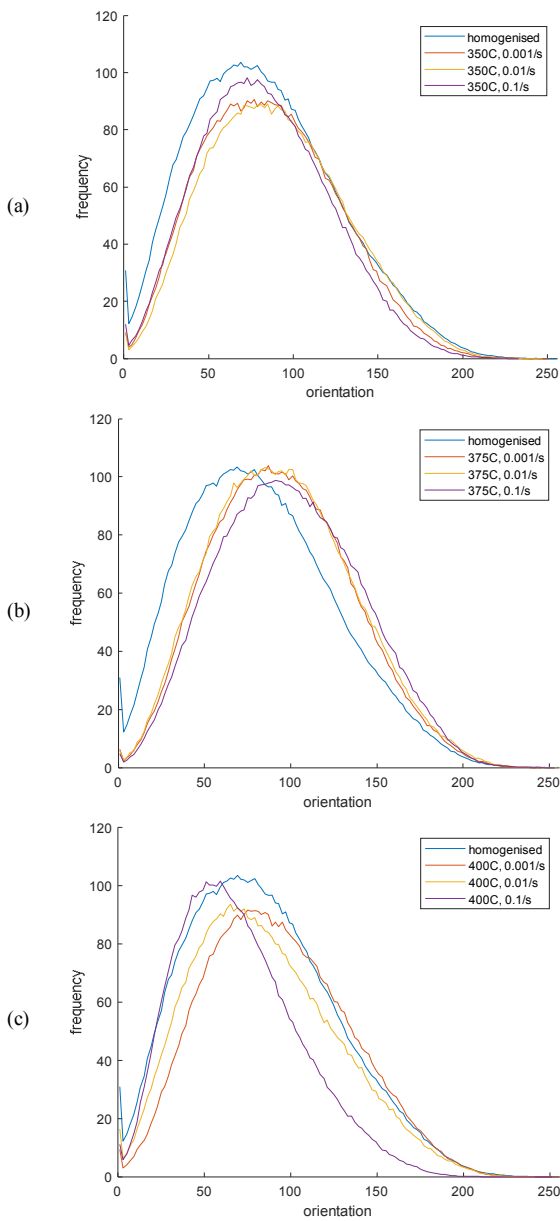 (a)
120
100
80
60
40
20
0
frequency
0 50 100 150 200 250
orientation
homogenised
350C, 0.001/s
350C, 0.01/s
350C, 0.1/s
(b)
120
100
80
60
40
20
0
frequency
0 50 100 150 200 250
orientation
homogenised
375C, 0.001/s
375C, 0.01/s
375C, 0.1/s
(c)
120
100
80
60
40
20
0
frequency
0 50 100 150 200 250
orientation
homogenised
400C, 0.001/s
400C, 0.01/s
400C, 0.1/s